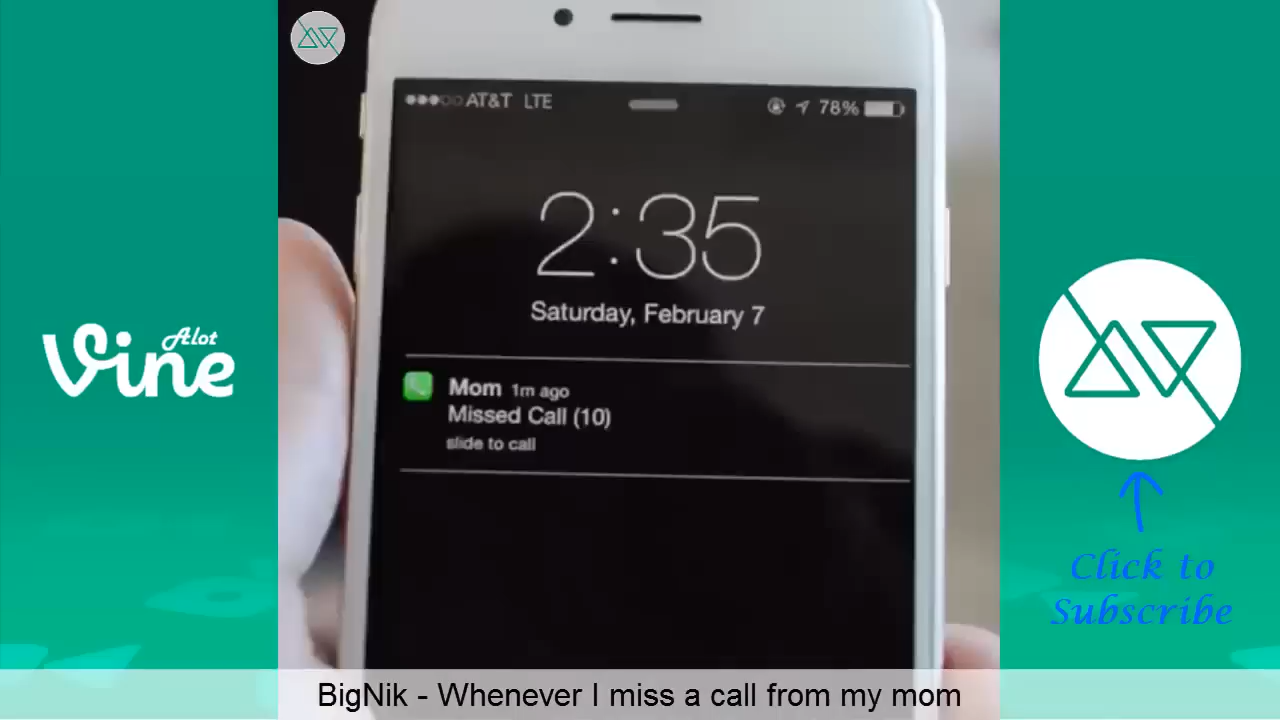 AT&T LTE
78%
2:35
Saturday, February 7
Mom 1m ago
Missed Call (10)
slide to call
Vine
Alot
Click to
Subscribe
BigNik - Whenever I miss a call from my mom